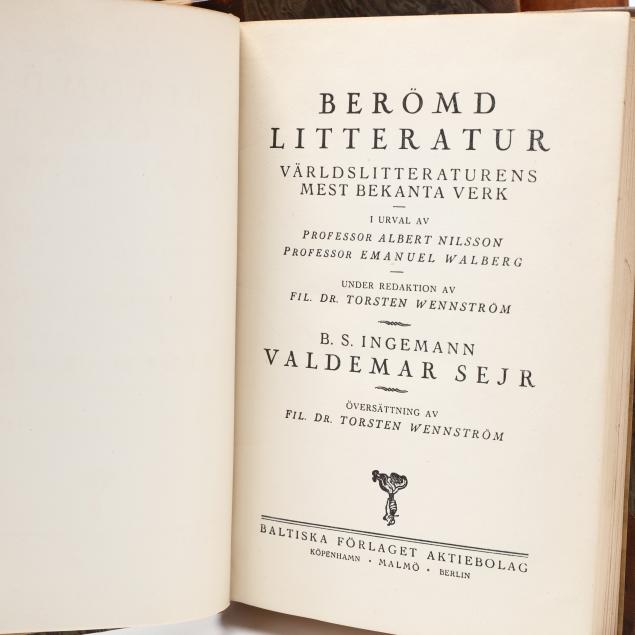 BERÖMD
LITTERATUR
VÄRLDSLITTERATURENS
MEST BEKANTA VERK
I URVAL AV
PROFESSOR ALBERT NILSSON
PROFESSOR EMANUEL WALBERG
UNDER REDAKTION AV
FIL. DR. TORSTEN WENNSTRÖM
B. S. INGEMANN
VALDEMAR SEJR
ÖVERSÄTTNING AV
FIL. DR. TORSTEN WENNSTRÖM
BALTISKA FÖRLAGET AKTIEBOLAG
KÖPENHAMN · MALMÖ · BERLIN